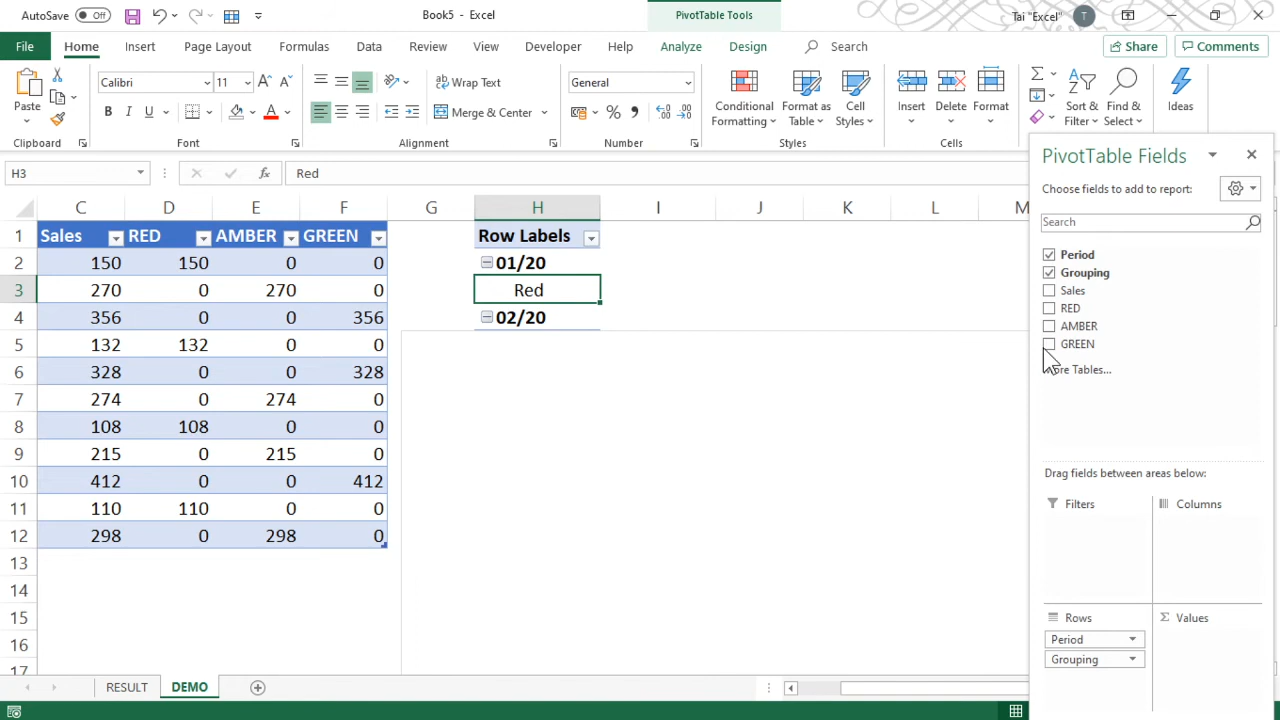 AutoSave Off Book5 - Excel PivotTable Tools Tai "Excel" T
File Home Insert Page Layout Formulas Data Review View Developer Help Analyze Design Search Share Comments
Paste Calibri 11 A A Wrap Text General Conditional Formatting Format as Table Cell Styles Insert Delete Format Sort & Filter Find & Select Ideas
B I U A Merge & Center % ,
Clipboard Font Alignment Number Styles Cells
H3 fx Red
C D E F G H I J K L M
1 Sales RED AMBER GREEN Row Labels
2 150 150 0 0 01/20
3 270 0 270 0 Red
4 356 0 0 356 02/20
5 132 132 0 0
6 328 0 0 328
7 274 0 274 0
8 108 108 0 0
9 215 0 215 0
10 412 0 0 412
11 110 110 0 0
12 298 0 298 0
13
14
15
16
17
RESULT DEMO
PivotTable Fields
Choose fields to add to report:
Search
Period
Grouping
Sales
RED
AMBER
GREEN
More Tables...
Drag fields between areas below:
Filters Columns
Rows Values
Period
Grouping